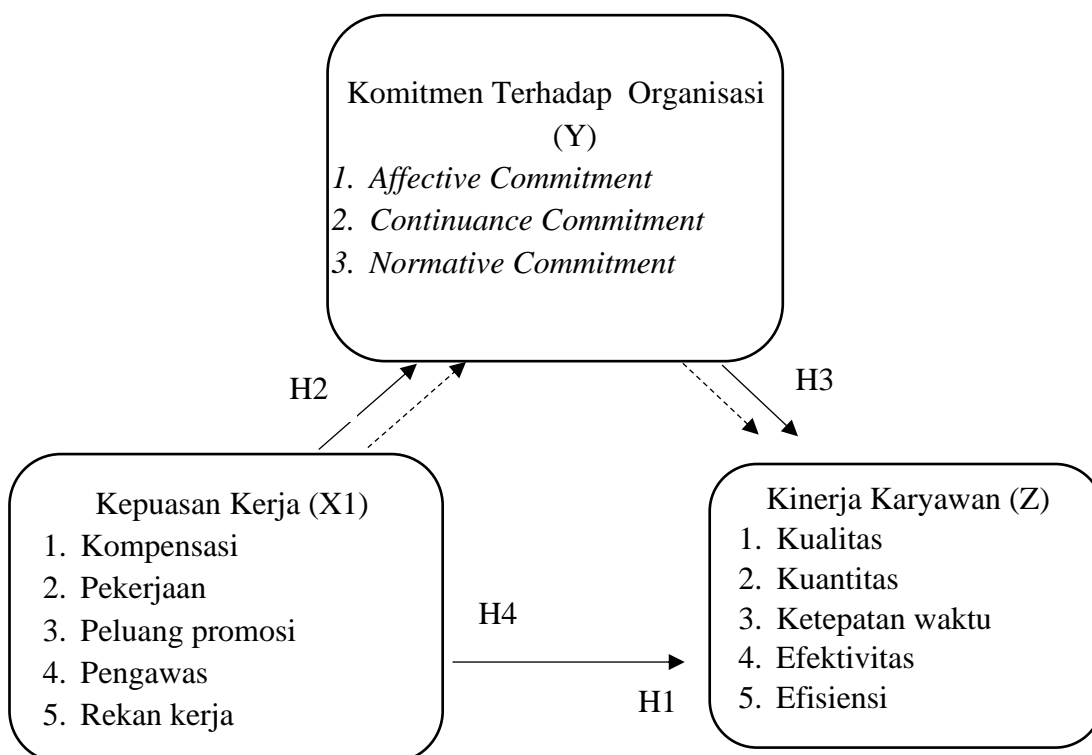 Komitmen Terhadap Organisasi
(Y)
1. Affective Commitment
2. Continuance Commitment
3. Normative Commitment
H2
H3
Kepuasan Kerja (X1)
1. Kompensasi
2. Pekerjaan
3. Peluang promosi
4. Pengawas
5. Rekan kerja
H4
H1
Kinerja Karyawan (Z)
1. Kualitas
2. Kuantitas
3. Ketepatan waktu
4. Efektivitas
5. Efisiensi